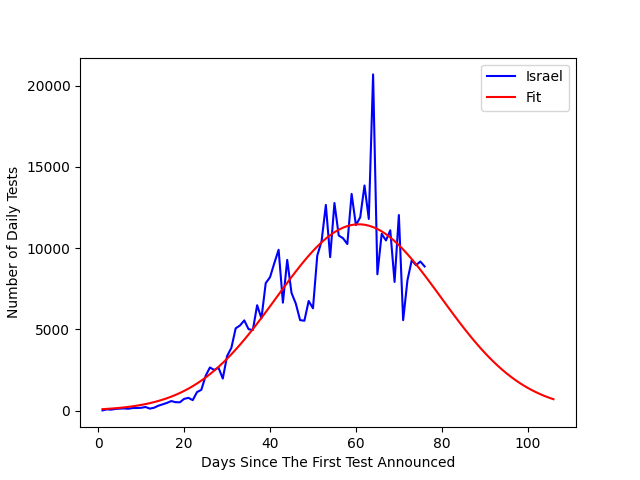 Israel
Fit
20000
15000
10000
5000
0
Number of Daily Tests
0 20 40 60 80 100
Days Since The First Test Announced